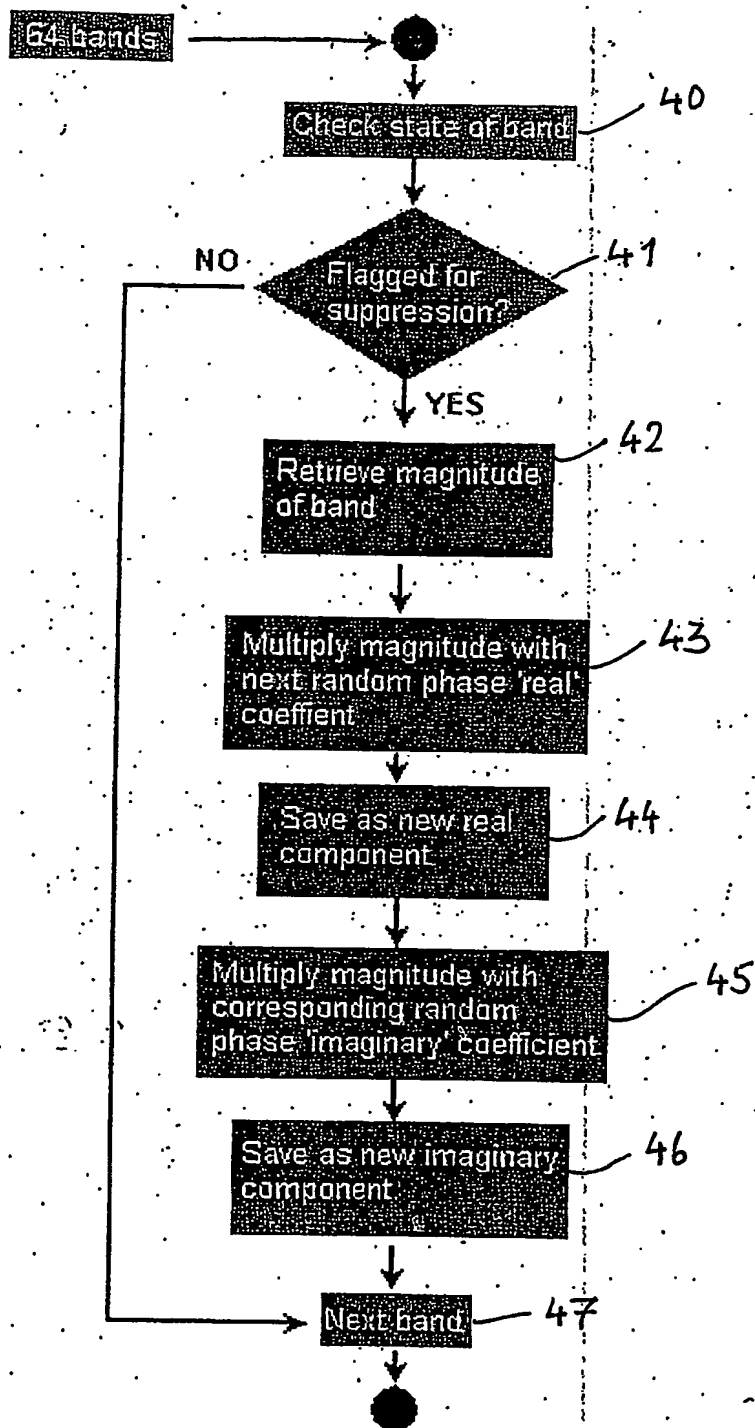 64 bands
40
Check state of band
41
NO
Flagged for
suppression?
YES
42
Retrieve magnitude
of band
43
Multiply magnitude with
next random phase 'real'
coeffient
44
Save as new real
component
45
Multiply magnitude with
corresponding random
phase 'imaginary' coefficient
46
Save as new imaginary
component
47
Next band